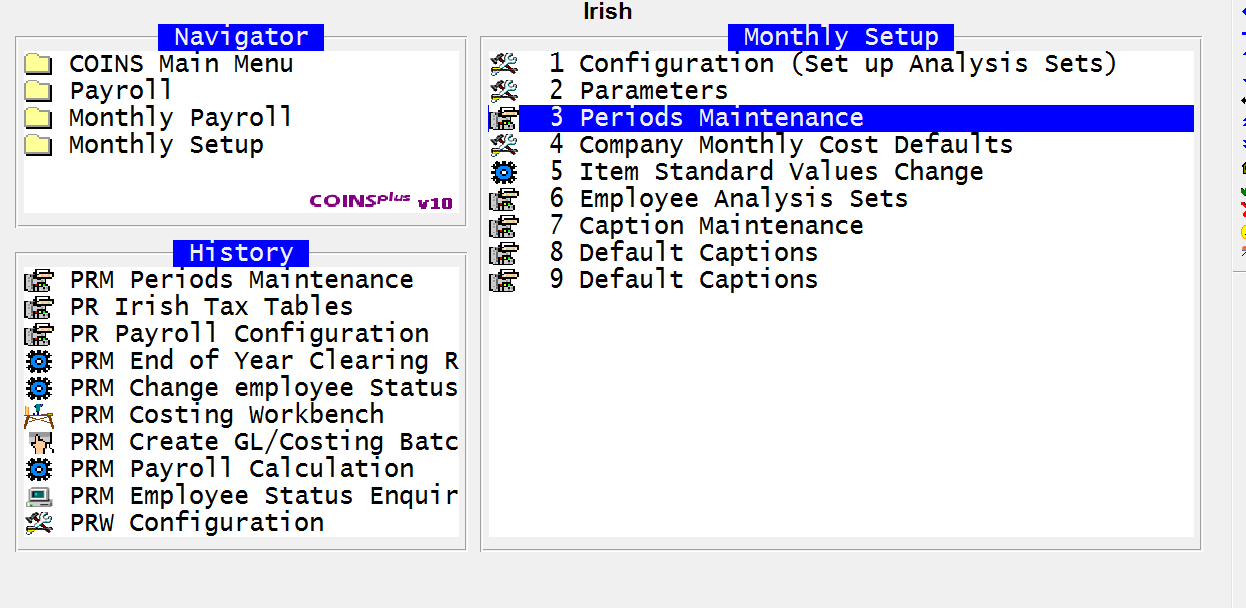 Irish
Navigator
COINS Main Menu
Payroll
Monthly Payroll
Monthly Setup
COINSplus v10
History
PRM Periods Maintenance
PR Irish Tax Tables
PR Payroll Configuration
PRM End of Year Clearing R
PRM Change employee Status
PRM Costing Workbench
PRM Create GL/Costing Batc
PRM Payroll Calculation
PRM Employee Status Enquir
PRW Configuration
Monthly Setup
1 Configuration (Set up Analysis Sets)
2 Parameters
3 Periods Maintenance
4 Company Monthly Cost Defaults
5 Item Standard Values Change
6 Employee Analysis Sets
7 Caption Maintenance
8 Default Captions
9 Default Captions